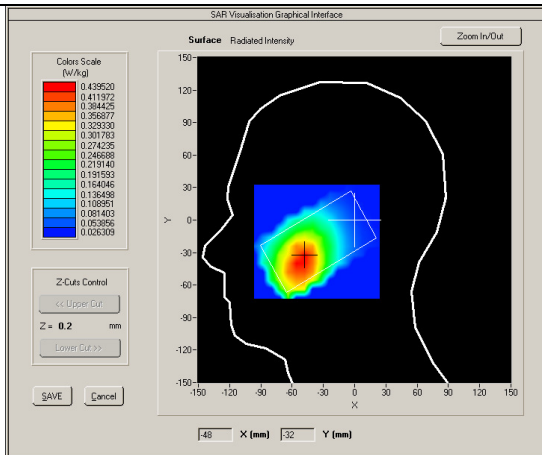 SAR Visualisation Graphical Interface
Surface Radiated Intensity
Zoom In/Out
Colors Scale
(W/kg)
0.439520
0.411972
0.384425
0.356877
0.329330
0.301783
0.274235
0.246688
0.219140
0.191593
0.164046
0.136498
0.108951
0.081403
0.053856
0.026309
Z-Cuts Control
<< Upper Cut
Z = 0.2 mm
Lower Cut >>
SAVE Cancel
150
120
90
60
30
0
-30
-60
-90
-120
-150
Y
-150 -120 -90 -60 -30 0 30 60 90 120 150
X
-48 X (mm) -32 Y (mm)